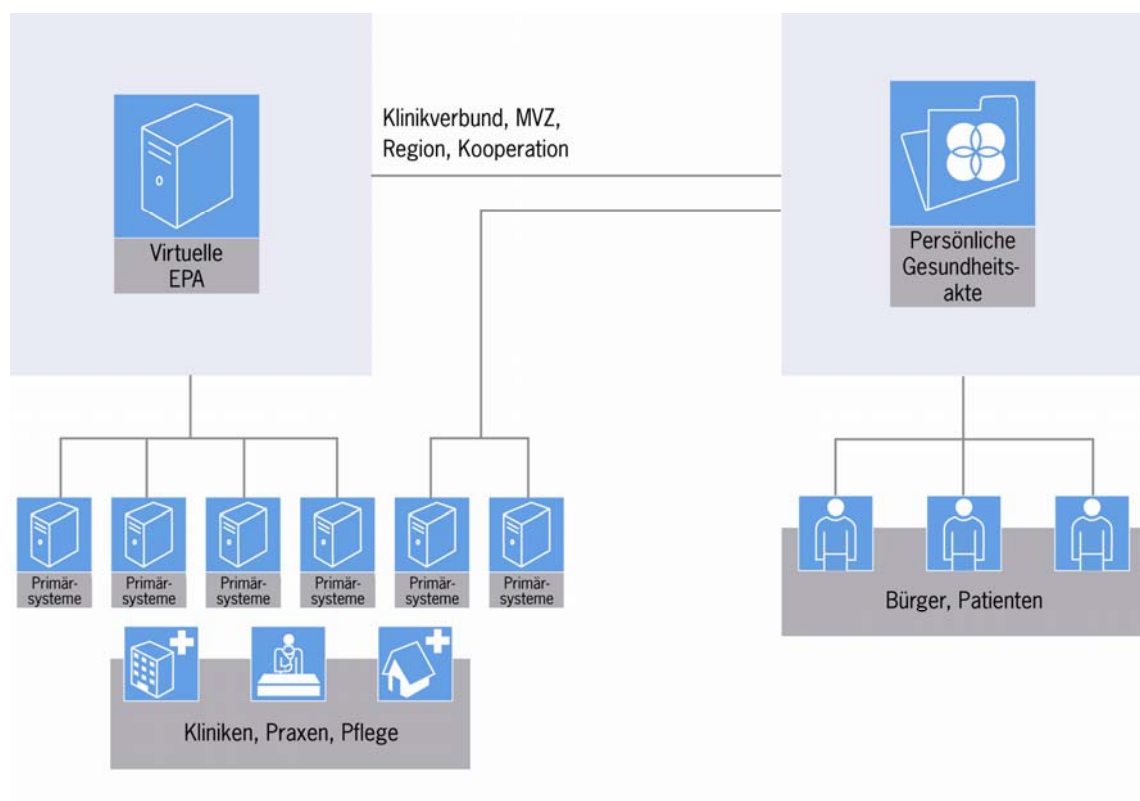 Klinikverbund, MVZ,
Region, Kooperation
Virtuelle
EPA
Persönliche
Gesundheits-
akte
Primär-
systeme
Primär-
systeme
Primär-
systeme
Primär-
systeme
Primär-
systeme
Primär-
systeme
Bürger, Patienten
Kliniken, Praxen, Pflege